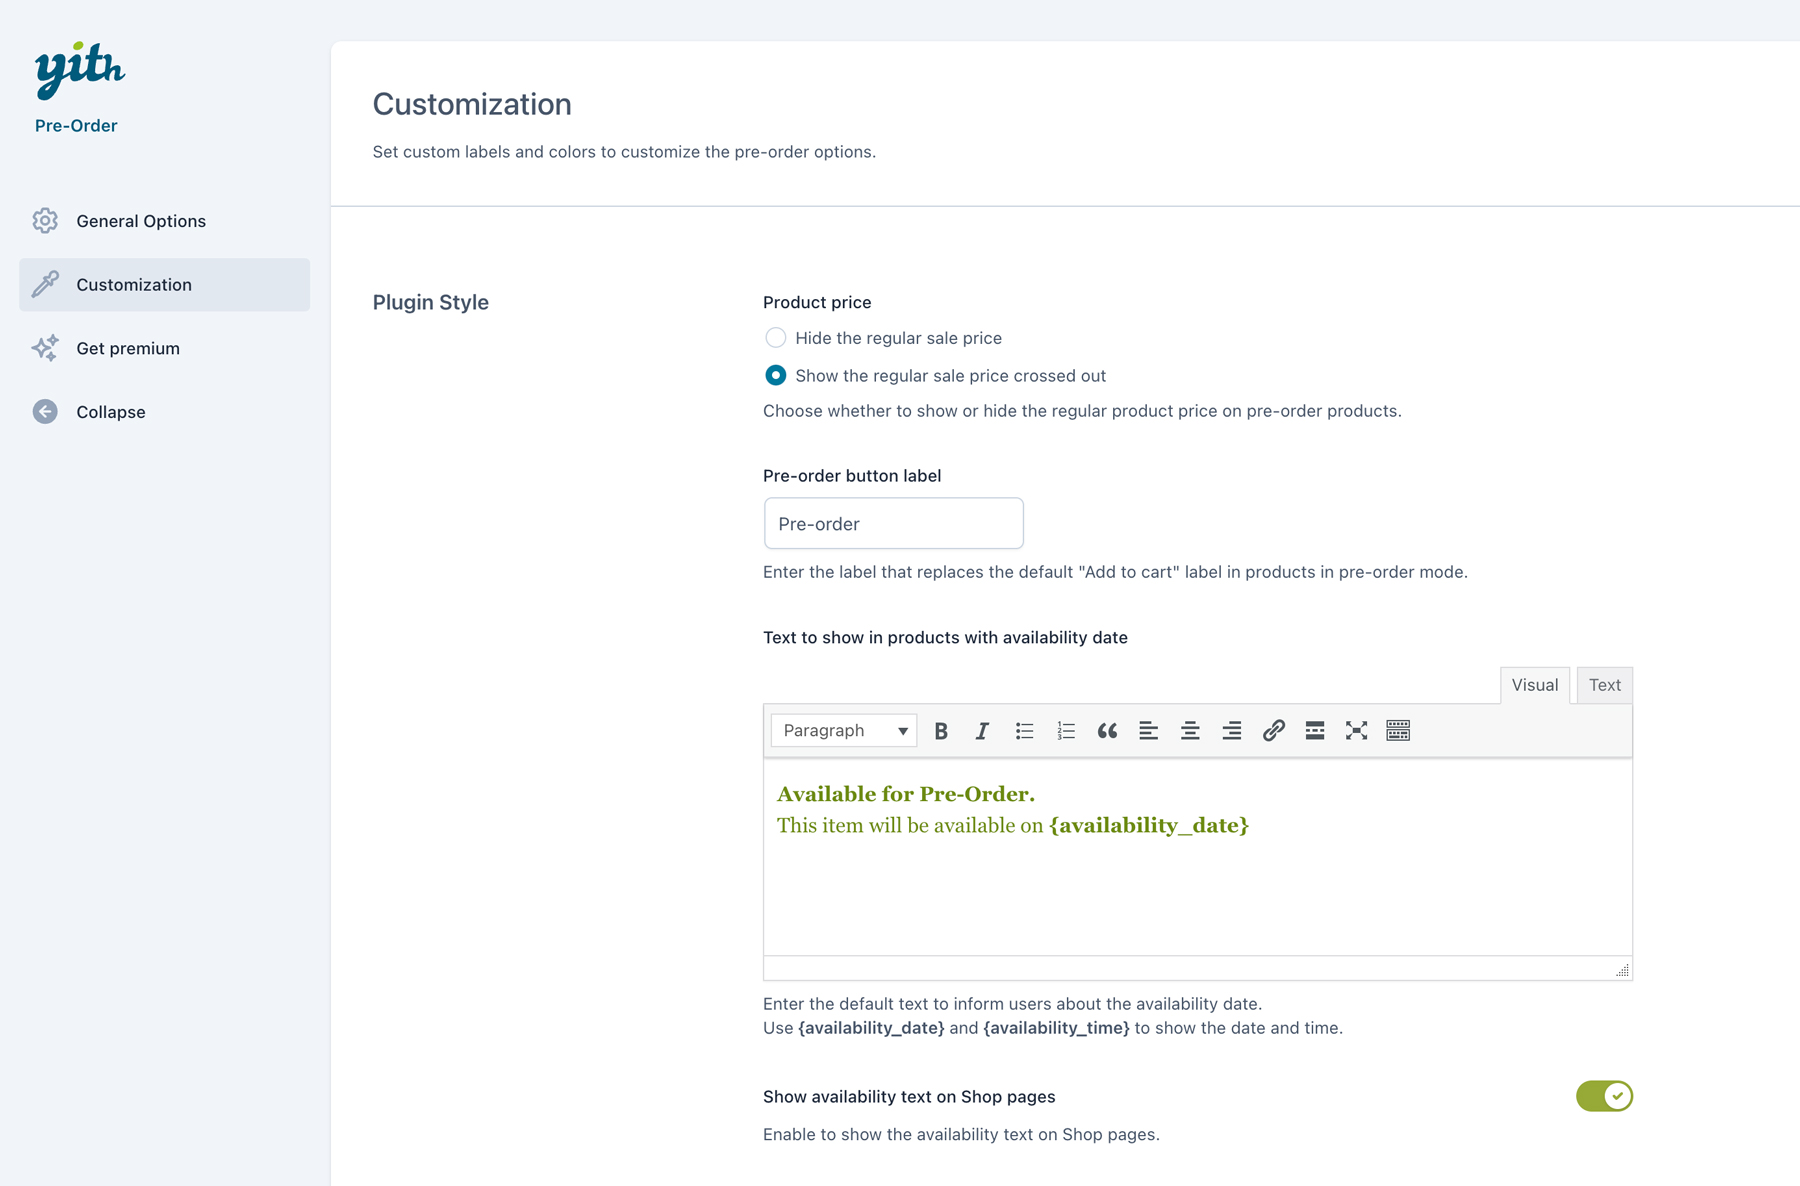 yith
Pre-Order
General Options
Customization
Get premium
Collapse
Customization
Set custom labels and colors to customize the pre-order options.
Plugin Style
Product price
Hide the regular sale price
Show the regular sale price crossed out
Choose whether to show or hide the regular product price on pre-order products.
Pre-order button label
Pre-order
Enter the label that replaces the default "Add to cart" label in products in pre-order mode.
Text to show in products with availability date
Visual Text
Paragraph
Available for Pre-Order.
This item will be available on {availability_date}
Enter the default text to inform users about the availability date.
Use {availability_date} and {availability_time} to show the date and time.
Show availability text on Shop pages
Enable to show the availability text on Shop pages.